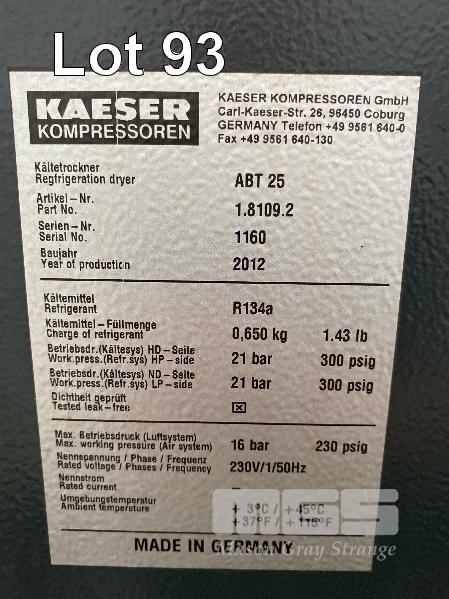 Lot 93
KAESER
KOMPRESSOREN
KAESER KOMPRESSOREN GmbH
Carl-Kaeser-Str. 26, 96450 Coburg
GERMANY Telefon +49 9561 640-0
Fax +49 9561 640-130
Kältetrockner
Regfrigeration dryer ABT 25
Artikel-Nr.
Part No. 1.8109.2
Serien-Nr.
Serial No. 1160
Baujahr
Year of production 2012
Kältemittel
Refrigerant R134a
Kältemittel-Füllmenge
Charge of refrigerant 0,650 kg 1.43 lb
Betriebsdr.(Kältesys) HD-Seite
Work.press.(Refr.sys) HP-side 21 bar 300 psig
Betriebsdr.(Kältesys) ND-Seite
Work.press.(Refr.sys) LP-side 21 bar 300 psig
Dichtheit geprüft
Tested leak-free ☒
Max. Betriebsdruck (Luftsystem)
Max. working pressure (Air system) 16 bar 230 psig
Nennspannung / Phase / Frequenz
Rated voltage / Phases / Frequency 230V/1/50Hz
Nennstrom
Rated current –
Umgebungstemperatur
Ambient temperature + 3°C / +45°C
+37°F / +115°F
MADE IN GERMANY
Gray Strange